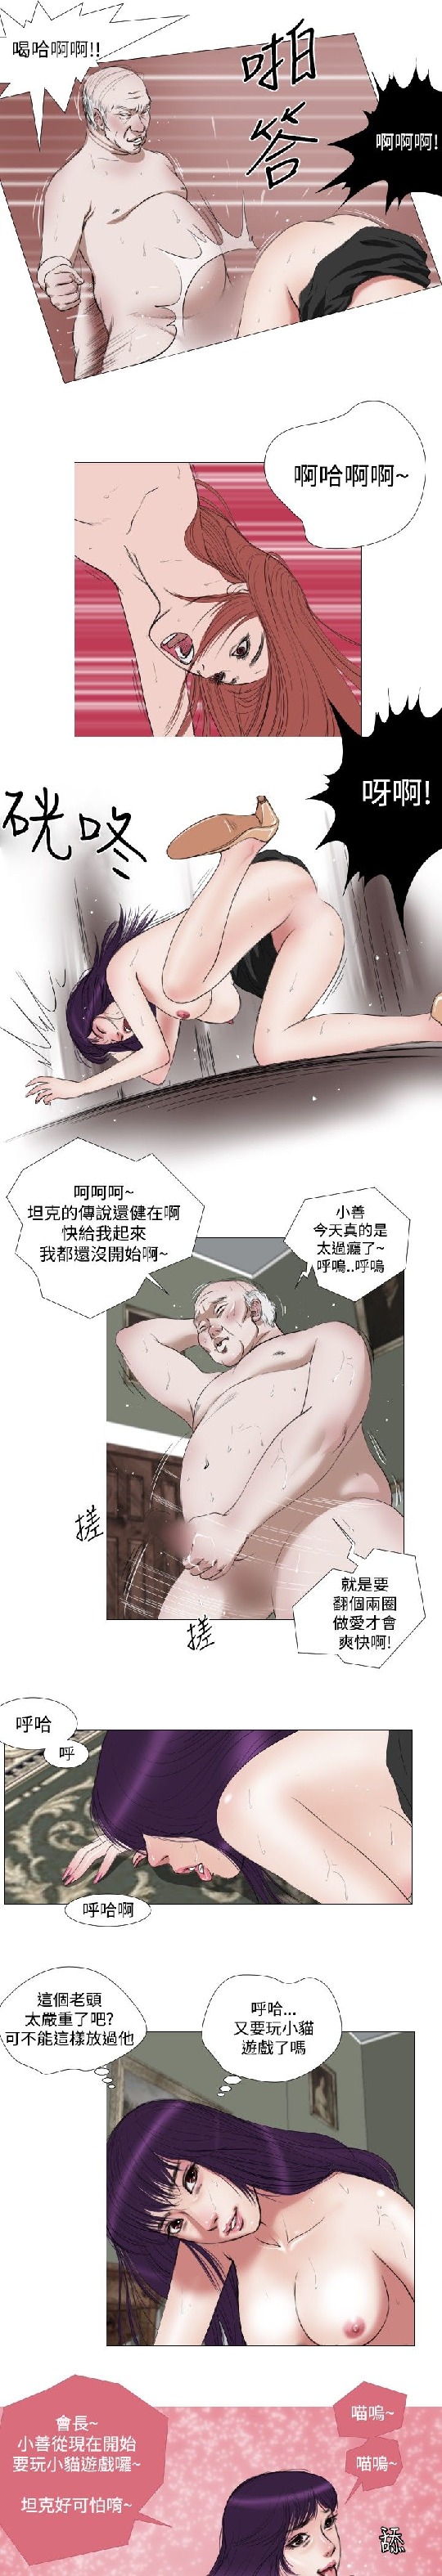 喝哈啊啊!!
啪
答
啊啊啊!
啊哈啊啊~
呀啊!
硄咚
呵呵呵~
坦克的傳說還健在啊
快給我起來
我都還沒開始啊~
小善
今天真的是
太過癮了~
呼嗚..呼嗚
搓
搓
就是要
翻個兩圈
做愛才會
爽快啊!
呼哈
呼
呼哈啊
這個老頭
太嚴重了吧?
可不能這樣放過他
呼哈...
又要玩小貓
遊戲了嗎
會長~
小善從現在開始
要玩小貓遊戲囉~
坦克好可怕唷~
喵嗚~
喵嗚~
舔